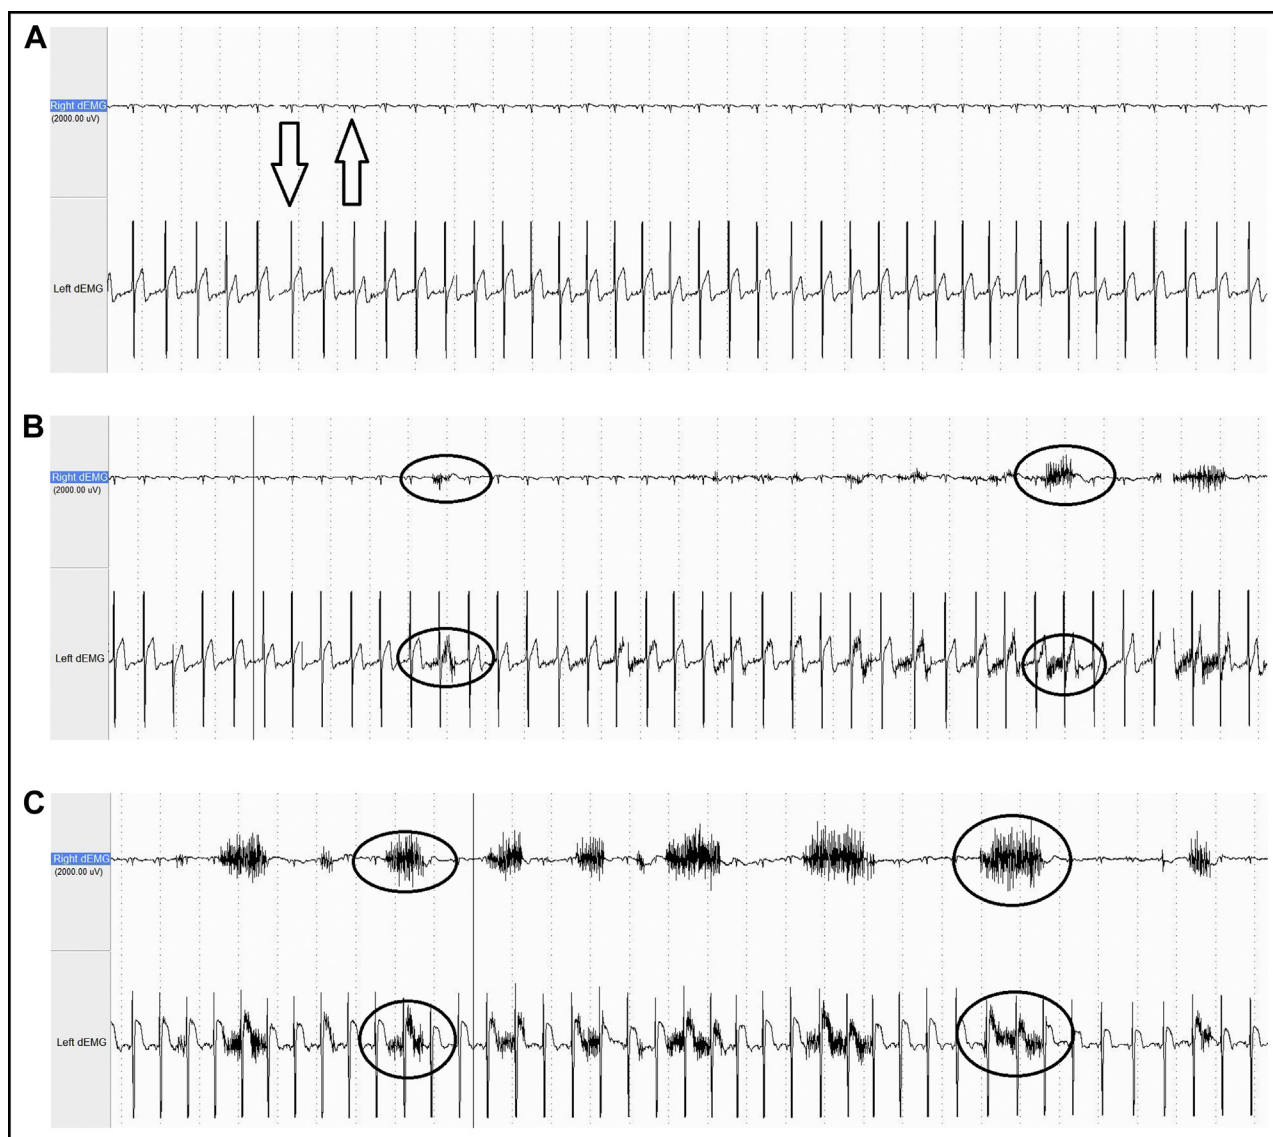 A
Right dEMG
(2000.00 uV)
Left dEMG
B
Right dEMG
(2000.00 uV)
Left dEMG
C
Right dEMG
(2000.00 uV)
Left dEMG